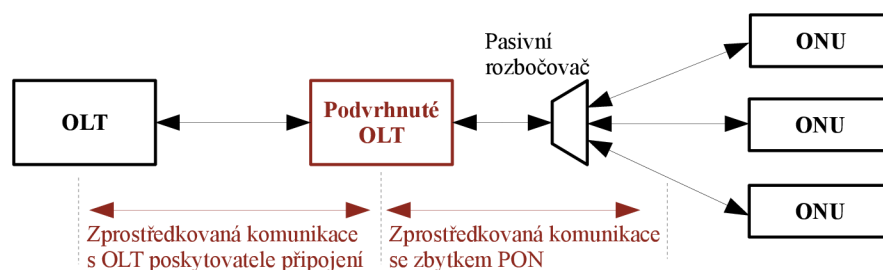 Pasivní
rozbočovač
ONU
OLT
Podvrhnuté
OLT
ONU
ONU
Zprostředkovaná komunikace
s OLT poskytovatele připojení
Zprostředkovaná komunikace
se zbytkem PON